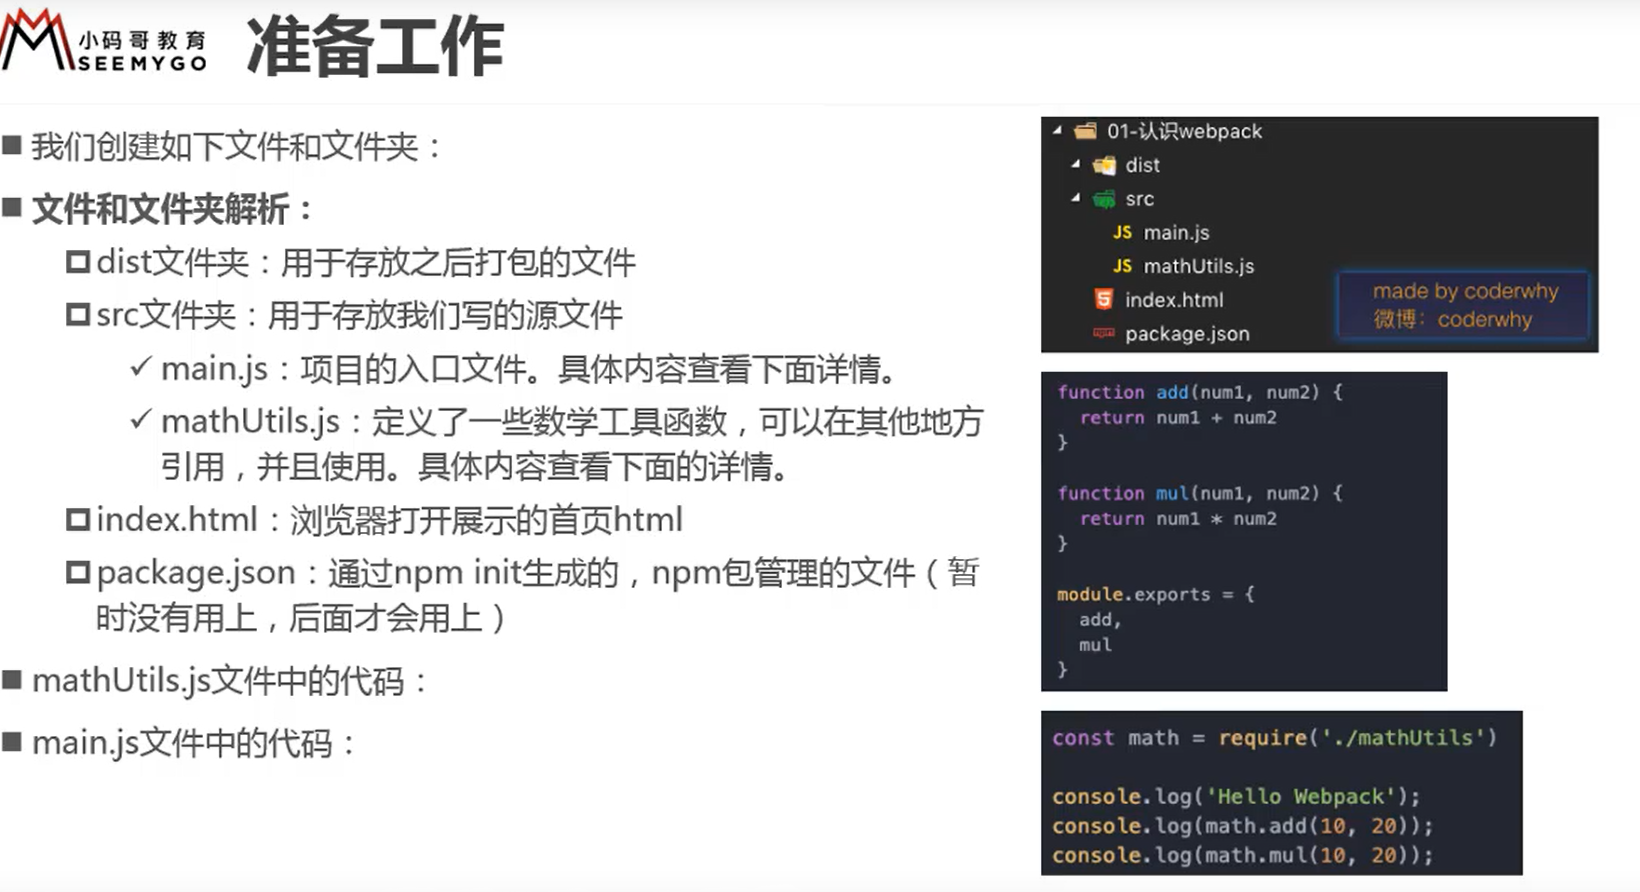 小码哥教育
SEEMYGO
准备工作
我们创建如下文件和文件夹：
文件和文件夹解析：
dist文件夹：用于存放之后打包的文件
src文件夹：用于存放我们写的源文件
main.js：项目的入口文件。具体内容查看下面详情。
mathUtils.js：定义了一些数学工具函数，可以在其他地方
引用，并且使用。具体内容查看下面的详情。
index.html：浏览器打开展示的首页html
package.json：通过npm init生成的，npm包管理的文件（暂
时没有用上，后面才会用上）
mathUtils.js文件中的代码：
main.js文件中的代码：
01-认识webpack
dist
src
JS main.js
JS mathUtils.js
5 index.html
npm package.json
made by coderwhy
微博：coderwhy
function add(num1, num2) {
  return num1 + num2
}
function mul(num1, num2) {
  return num1 * num2
}
module.exports = {
  add,
  mul
}
const math = require('./mathUtils')
console.log('Hello Webpack');
console.log(math.add(10, 20));
console.log(math.mul(10, 20));